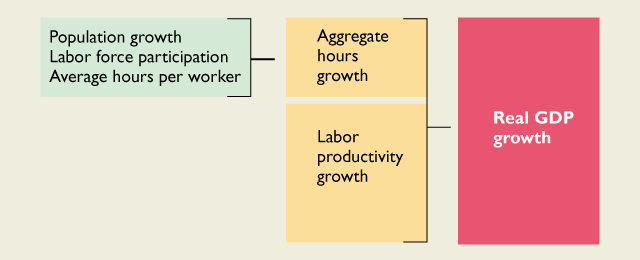 Population growth
Labor force participation
Average hours per worker
Aggregate
hours
growth
Labor
productivity
growth
Real GDP
growth